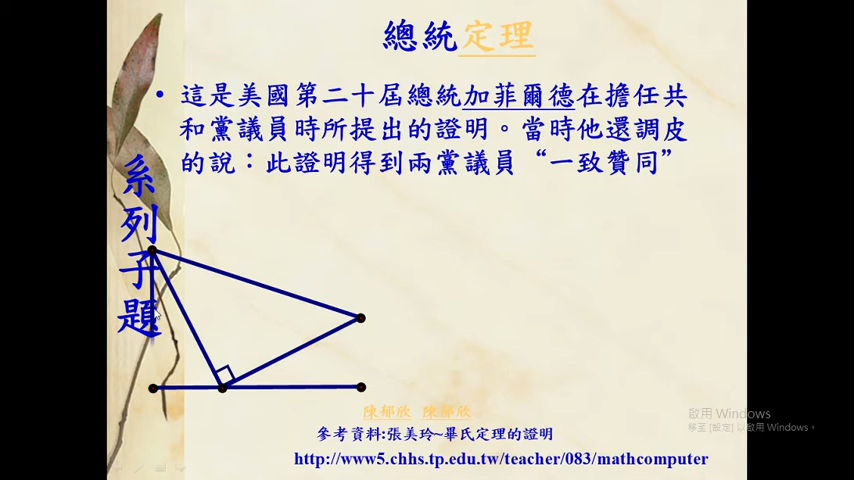 總統定理
• 這是美國第二十屆總統加菲爾德在擔任共
和黨議員時所提出的證明。當時他還調皮
的說：此證明得到兩黨議員“一致贊同”
系列子題
陳郁欣 陳郁欣
參考資料:張美玲~畢氏定理的證明
http://www5.chhs.tp.edu.tw/teacher/083/mathcomputer
啟用 Windows
移至 [設定] 以啟用 Windows。